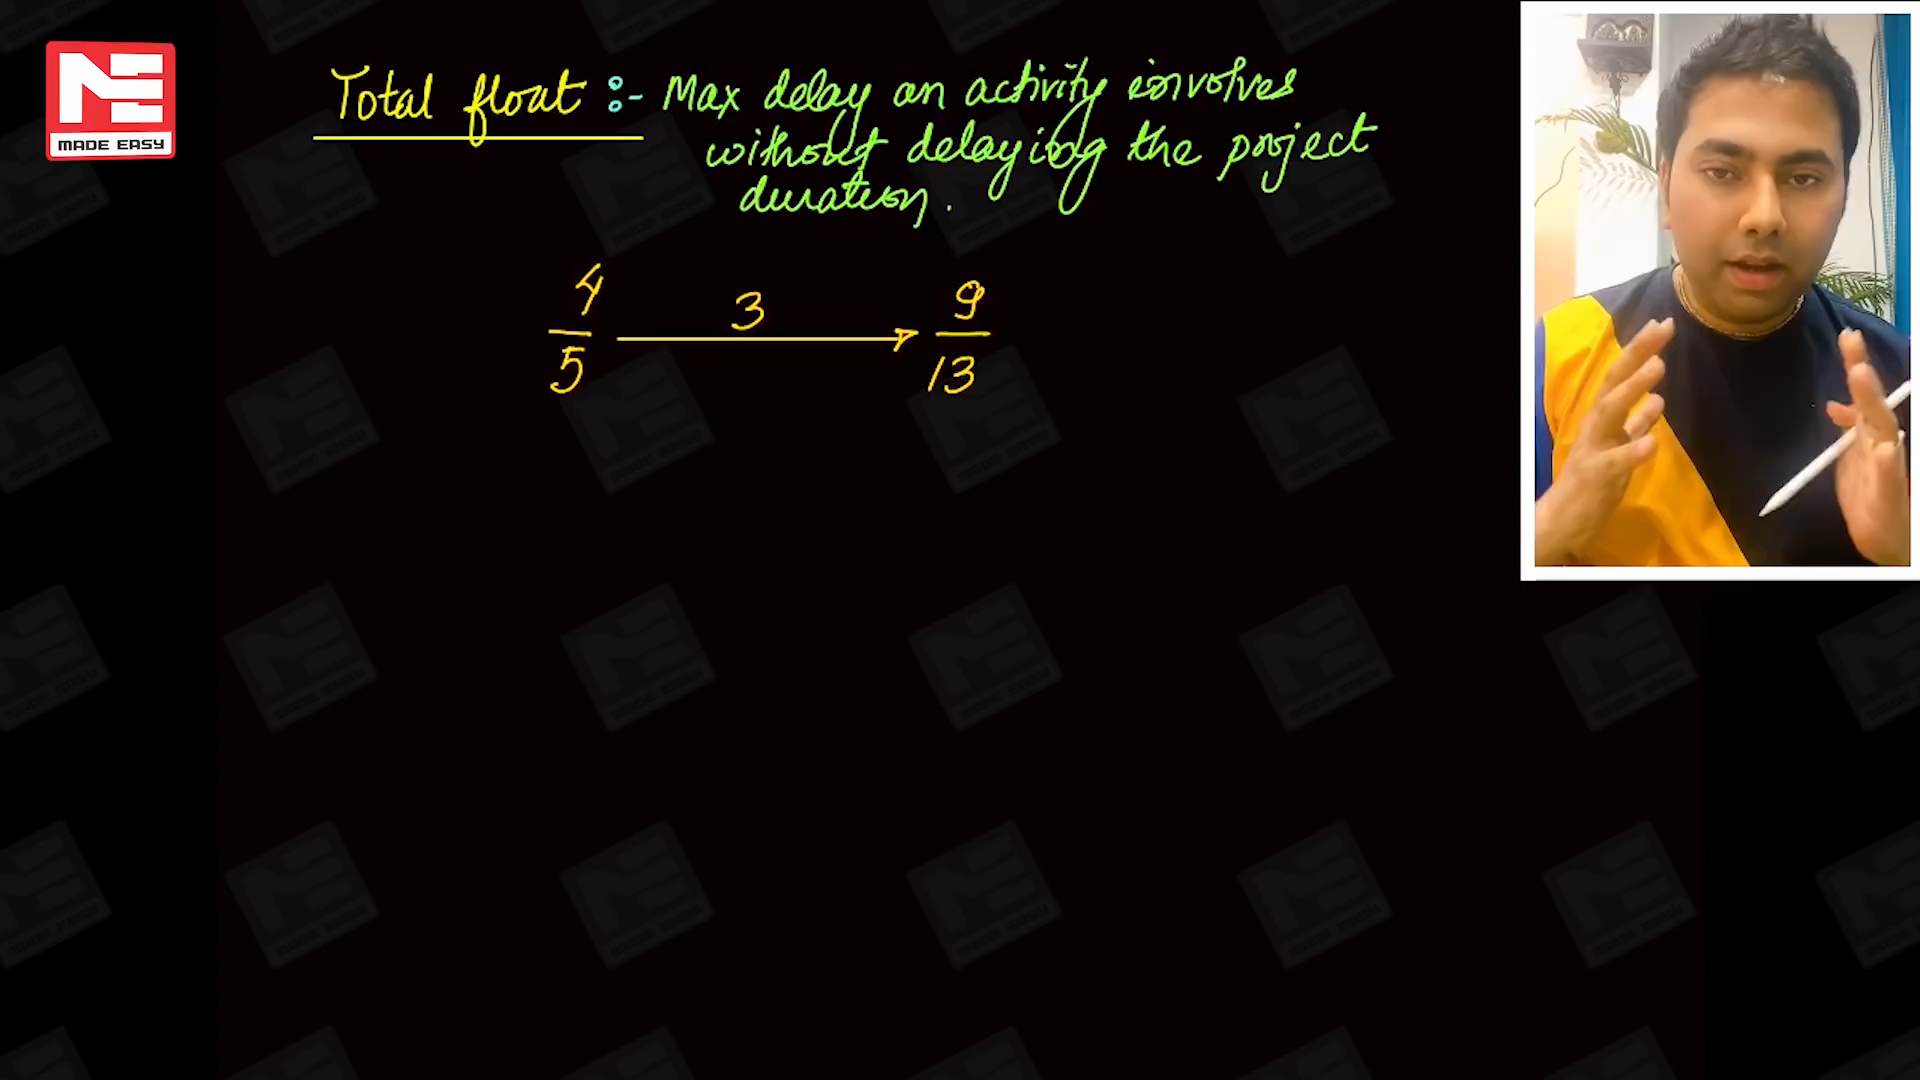 ME
MADE EASY
Total float :- Max delay an activity involves
without delaying the project
duration.
4 3 9
5 13